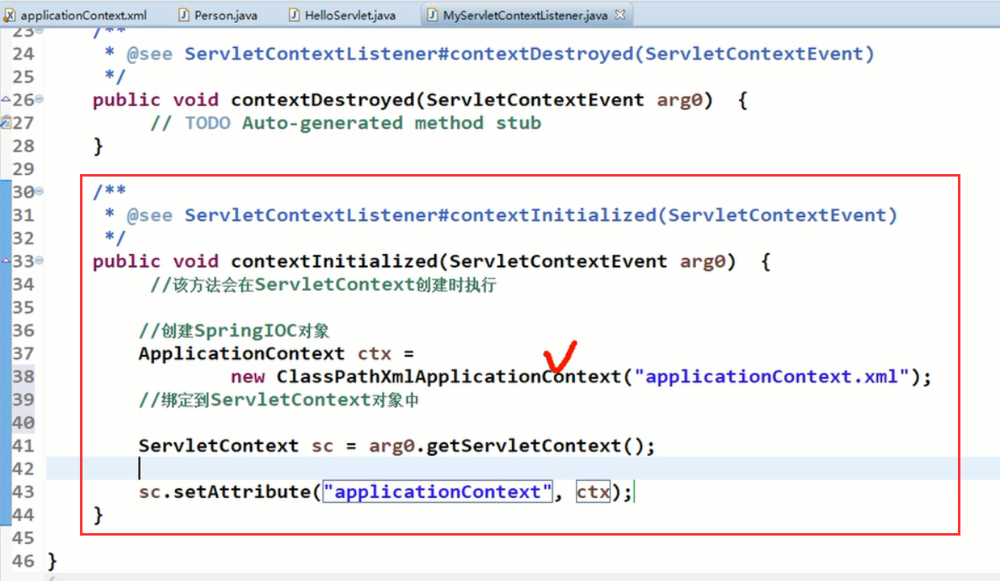 applicationContext.xml Person.java HelloServlet.java MyServletContextListener.java
23 /**
24 * @see ServletContextListener#contextDestroyed(ServletContextEvent)
25 */
26 public void contextDestroyed(ServletContextEvent arg0) {
27 // TODO Auto-generated method stub
28 }
29
30 /**
31 * @see ServletContextListener#contextInitialized(ServletContextEvent)
32 */
33 public void contextInitialized(ServletContextEvent arg0) {
34 //该方法会在ServletContext创建时执行
35
36 //创建SpringIOC对象
37 ApplicationContext ctx =
38 new ClassPathXmlApplicationContext("applicationContext.xml");
39 //绑定到ServletContext对象中
40
41 ServletContext sc = arg0.getServletContext();
42
43 sc.setAttribute("applicationContext", ctx);
44 }
45
46 }